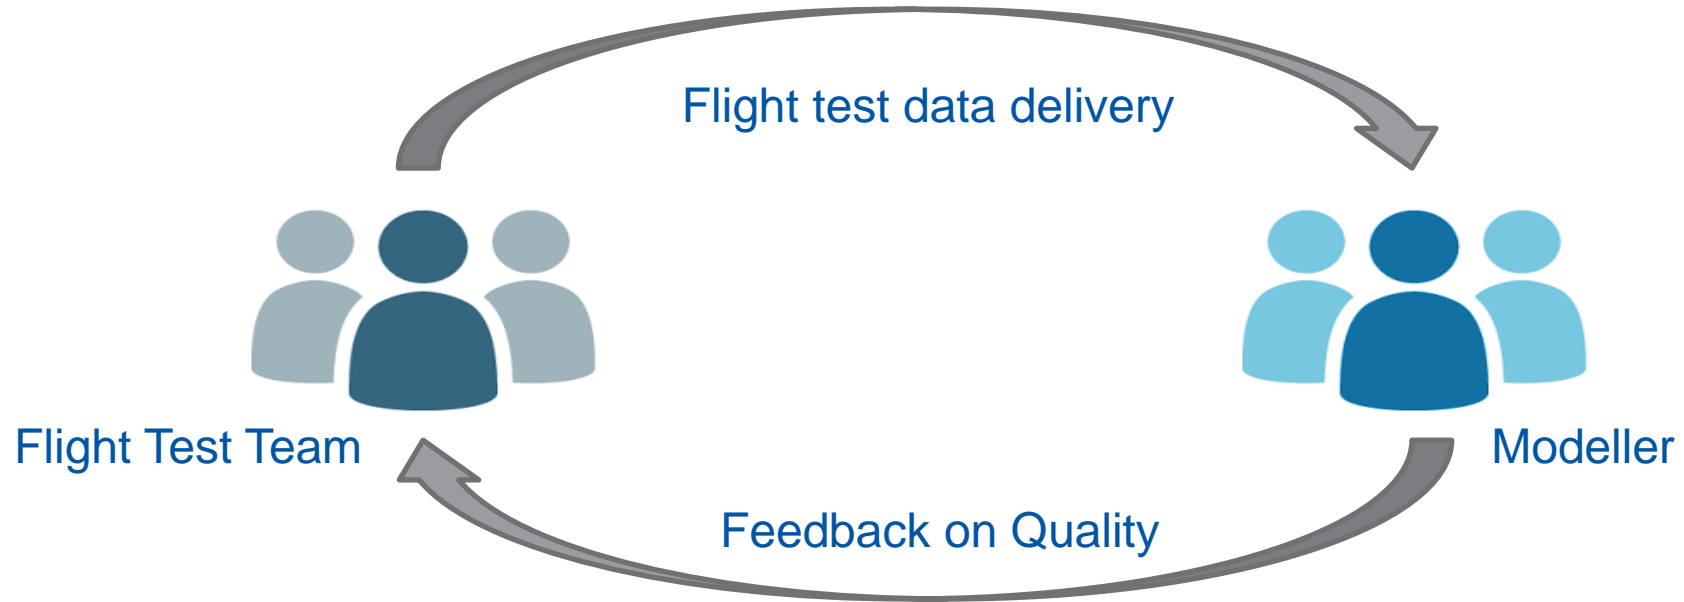 Flight test data delivery
Flight Test Team
Modeller
Feedback on Quality